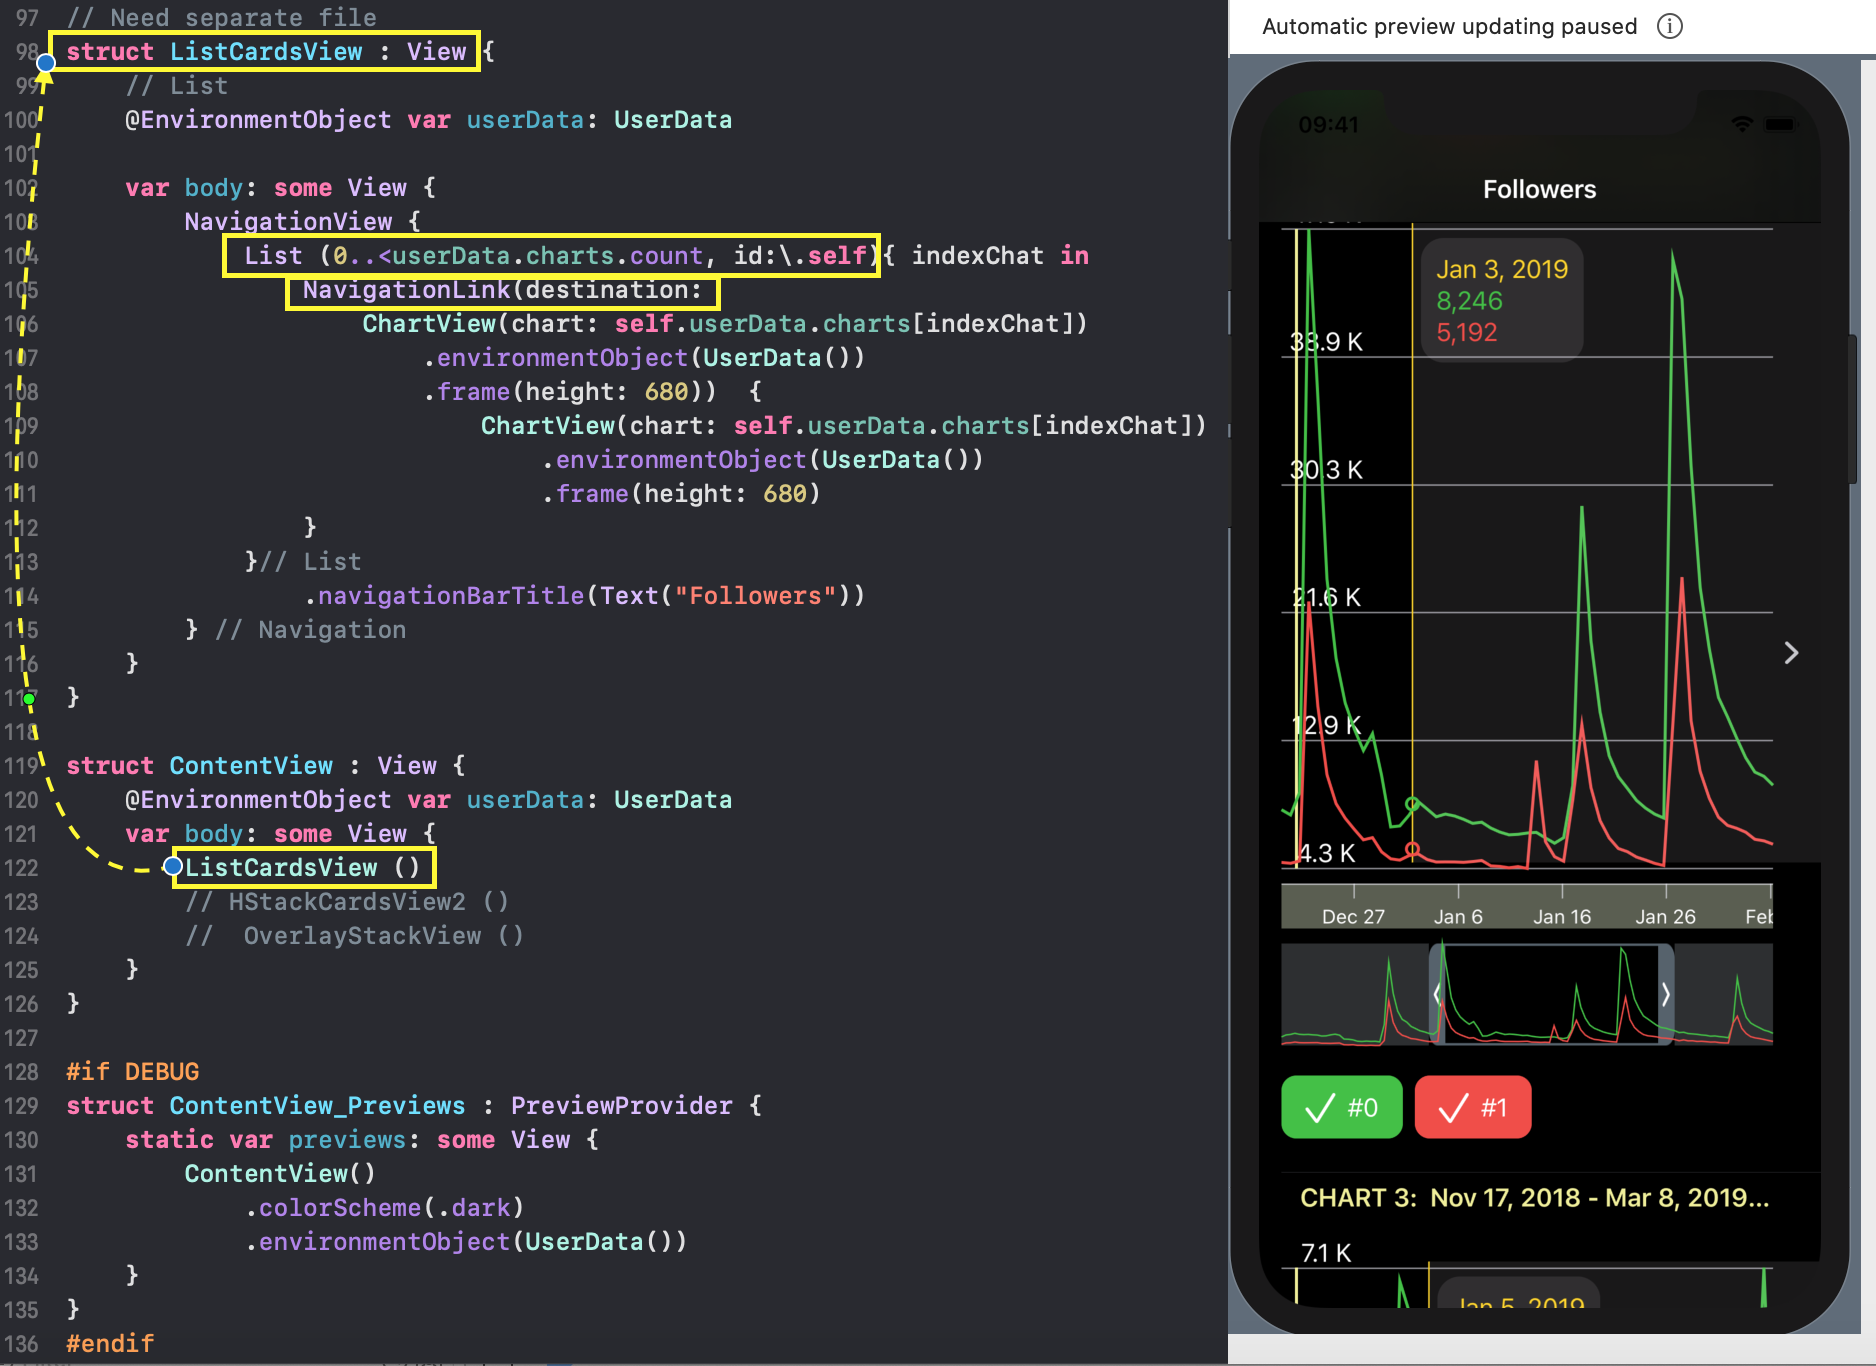 97 // Need separate file
98 struct ListCardsView : View {
99 // List
100 @EnvironmentObject var userData: UserData
101
102 var body: some View {
103 NavigationView {
104 List (0..<userData.charts.count, id:\.self){ indexChat in
105 NavigationLink(destination:
106 ChartView(chart: self.userData.charts[indexChat])
107 .environmentObject(UserData())
108 .frame(height: 680)) {
109 ChartView(chart: self.userData.charts[indexChat])
110 .environmentObject(UserData())
111 .frame(height: 680)
112 }
113 }// List
114 .navigationBarTitle(Text("Followers"))
115 } // Navigation
116 }
117 }
118
119 struct ContentView : View {
120 @EnvironmentObject var userData: UserData
121 var body: some View {
122 ListCardsView ()
123 // HStackCardsView2 ()
124 // OverlayStackView ()
125 }
126 }
127
128 #if DEBUG
129 struct ContentView_Previews : PreviewProvider {
130 static var previews: some View {
131 ContentView()
132 .colorScheme(.dark)
133 .environmentObject(UserData())
134 }
135 }
136 #endif
Automatic preview updating paused
09:41
Followers
Jan 3, 2019
8,246
5,192
38.9 K
30.3 K
21.6 K
12.9 K
4.3 K
Dec 27 Jan 6 Jan 16 Jan 26 Feb
#0 #1
CHART 3: Nov 17, 2018 - Mar 8, 2019...
7.1 K
Jan 5, 2019